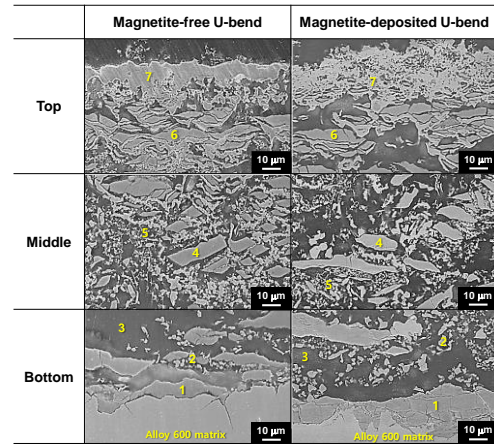 Magnetite-free U-bend Magnetite-deposited U-bend
Top
7
6
10 μm
7
6
10 μm
Middle
5
4
10 μm
4
5
10 μm
Bottom
3
2
1
Alloy 600 matrix
10 μm
2
3
1
Alloy 600 matrix
10 μm